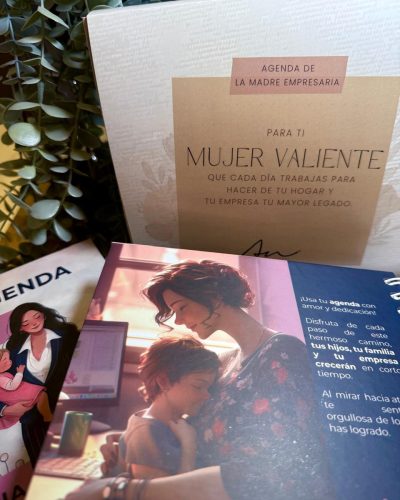 AGENDA DE
LA MADRE EMPRESARIA
PARA TI
MUJER VALIENTE
QUE CADA DÍA TRABAJAS PARA
HACER DE TU HOGAR Y
TU EMPRESA TU MAYOR LEGADO.
¡Usa tu agenda con
amor y dedicación!
Disfruta de cada
paso de este
hermoso camino,
tus hijos, tu familia
y tu empresa
crecerán en corto
tiempo.
Al mirar hacia
te
orgullosa de
has logrado.